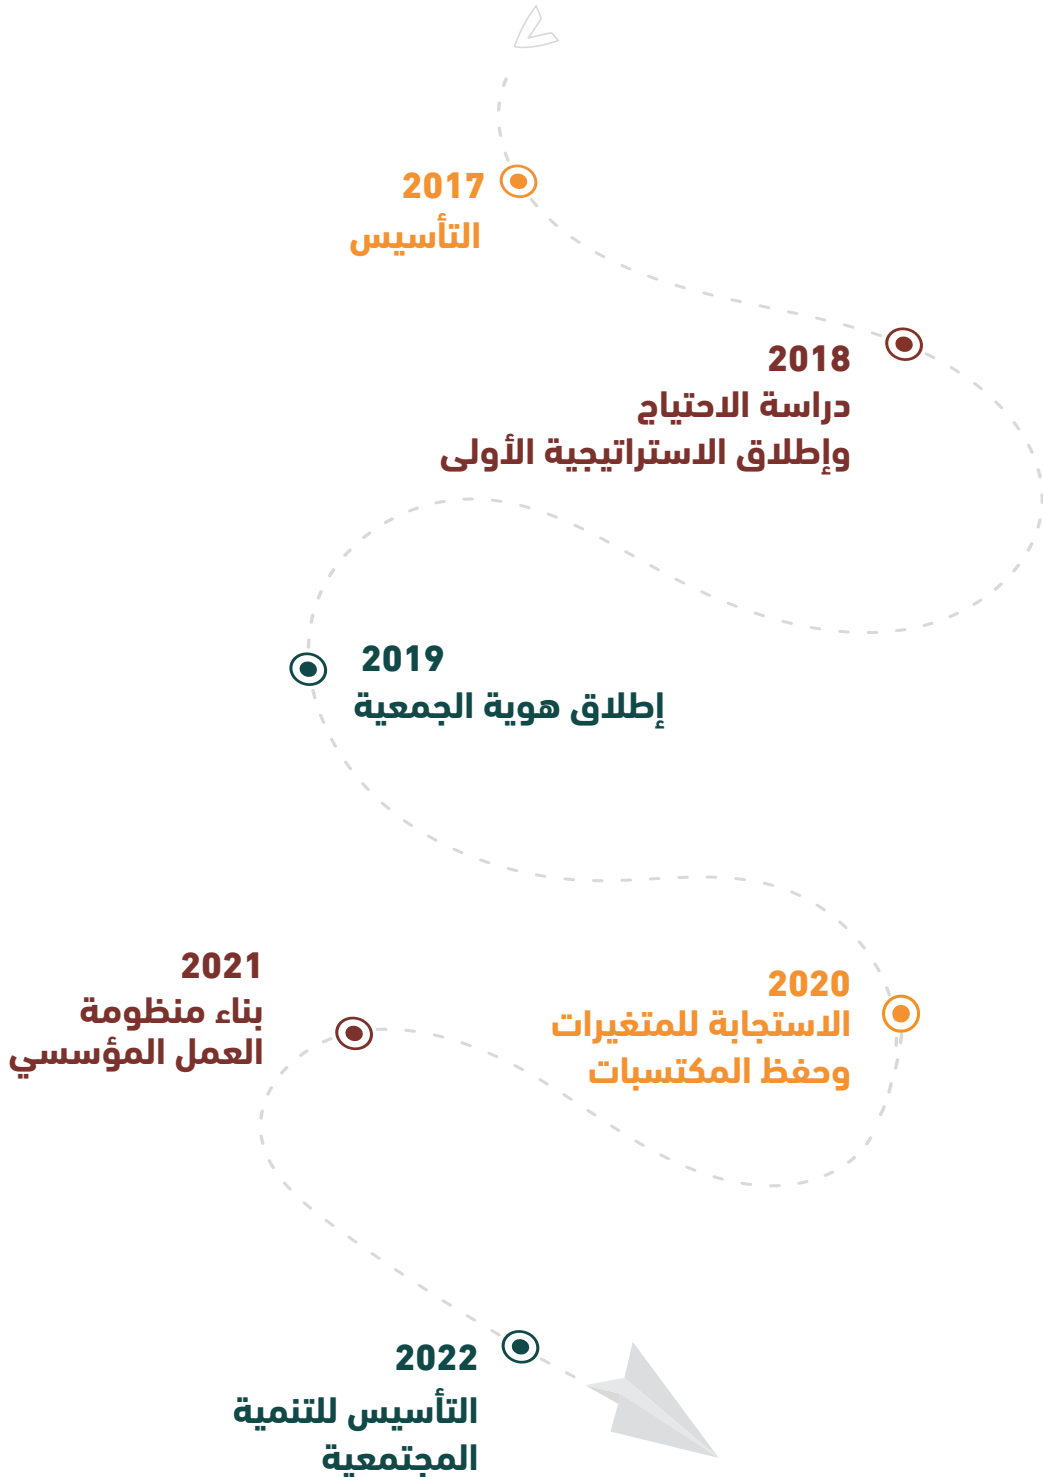 2017
التأسيس
2018
دراسة الاحتياج
وإطلاق الاستراتيجية الأولى
2019
إطلاق هوية الجمعية
2020
الاستجابة للمتغيرات
وحفظ المكتسبات
2021
بناء منظومة
العمل المؤسسي
2022
التأسيس للتنمية
المجتمعية